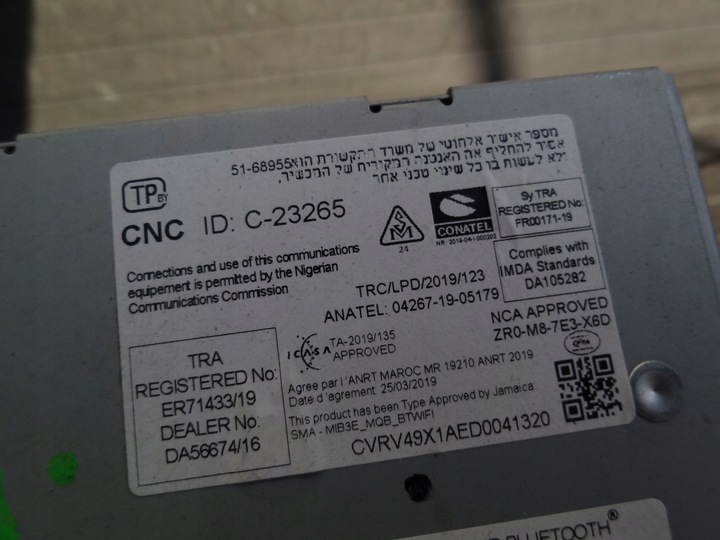 מספר אישור אלחוטי של משרד התקשורת הוא 51-68955
אסור להחליף את האנטנה המקורית של המכשיר,
ולא לעשות בו כל שינוי טכני אחר
TP BY
CNC ID: C-23265
24
CONATEL
NR: 2019-04-I-000202
Sy TRA
REGISTERED No:
FR00171-19
Connections and use of this communications
equipement is permitted by the Nigerian
Communications Commission
TRC/LPD/2019/123
ANATEL: 04267-19-05179
Complies with
IMDA Standards
DA105282
NCA APPROVED
ZR0-M8-7E3-X6D
TRA
REGISTERED No:
ER71433/19
DEALER No:
DA56674/16
ICASA TA-2019/135
APPROVED
Agree par l'ANRT MAROC MR 19210 ANRT 2019
Date d'agrement 25/03/2019
This product has been Type Approved by Jamaica
SMA - MIB3E_MQB_BTWIFI
CVRV49X1AED0041320
BLUETOOTH®